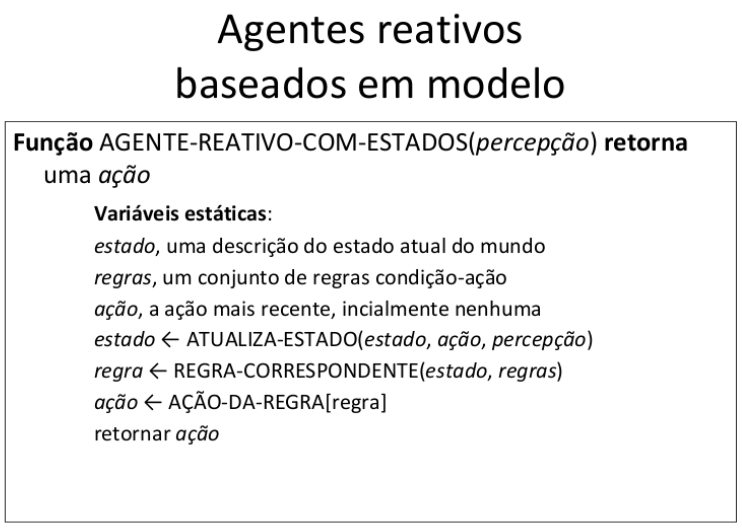 Agentes reativos
baseados em modelo
Função AGENTE-REATIVO-COM-ESTADOS(percepção) retorna
uma ação
Variáveis estáticas:
estado, uma descrição do estado atual do mundo
regras, um conjunto de regras condição-ação
ação, a ação mais recente, incialmente nenhuma
estado ← ATUALIZA-ESTADO(estado, ação, percepção)
regra ← REGRA-CORRESPONDENTE(estado, regras)
ação ← AÇÃO-DA-REGRA[regra]
retornar ação